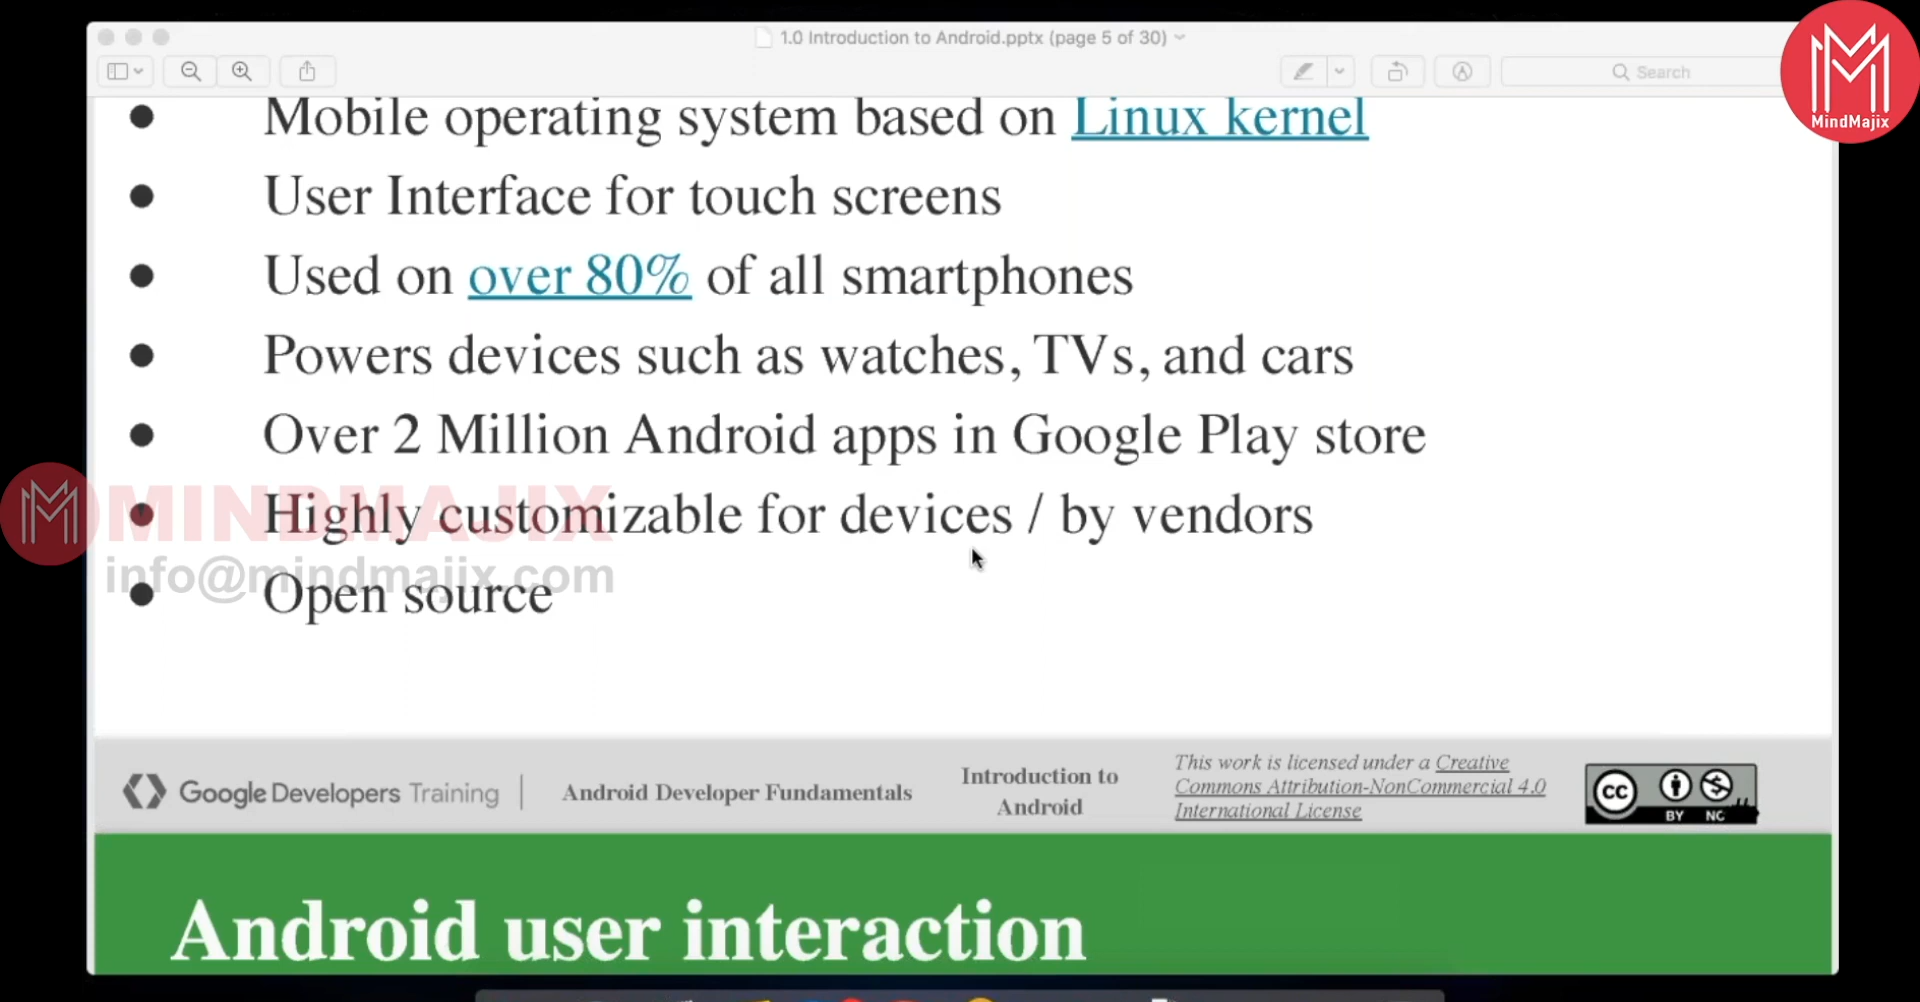 1.0 Introduction to Android.pptx (page 5 of 30)
Search
MindMajix
● Mobile operating system based on Linux kernel
● User Interface for touch screens
● Used on over 80% of all smartphones
● Powers devices such as watches, TVs, and cars
● Over 2 Million Android apps in Google Play store
● Highly customizable for devices / by vendors
● Open source
MINDMAJIX
info@mindmajix.com
Google Developers Training
Android Developer Fundamentals
Introduction to
Android
This work is licensed under a Creative
Commons Attribution-NonCommercial 4.0
International License
cc
BY NC
Android user interaction